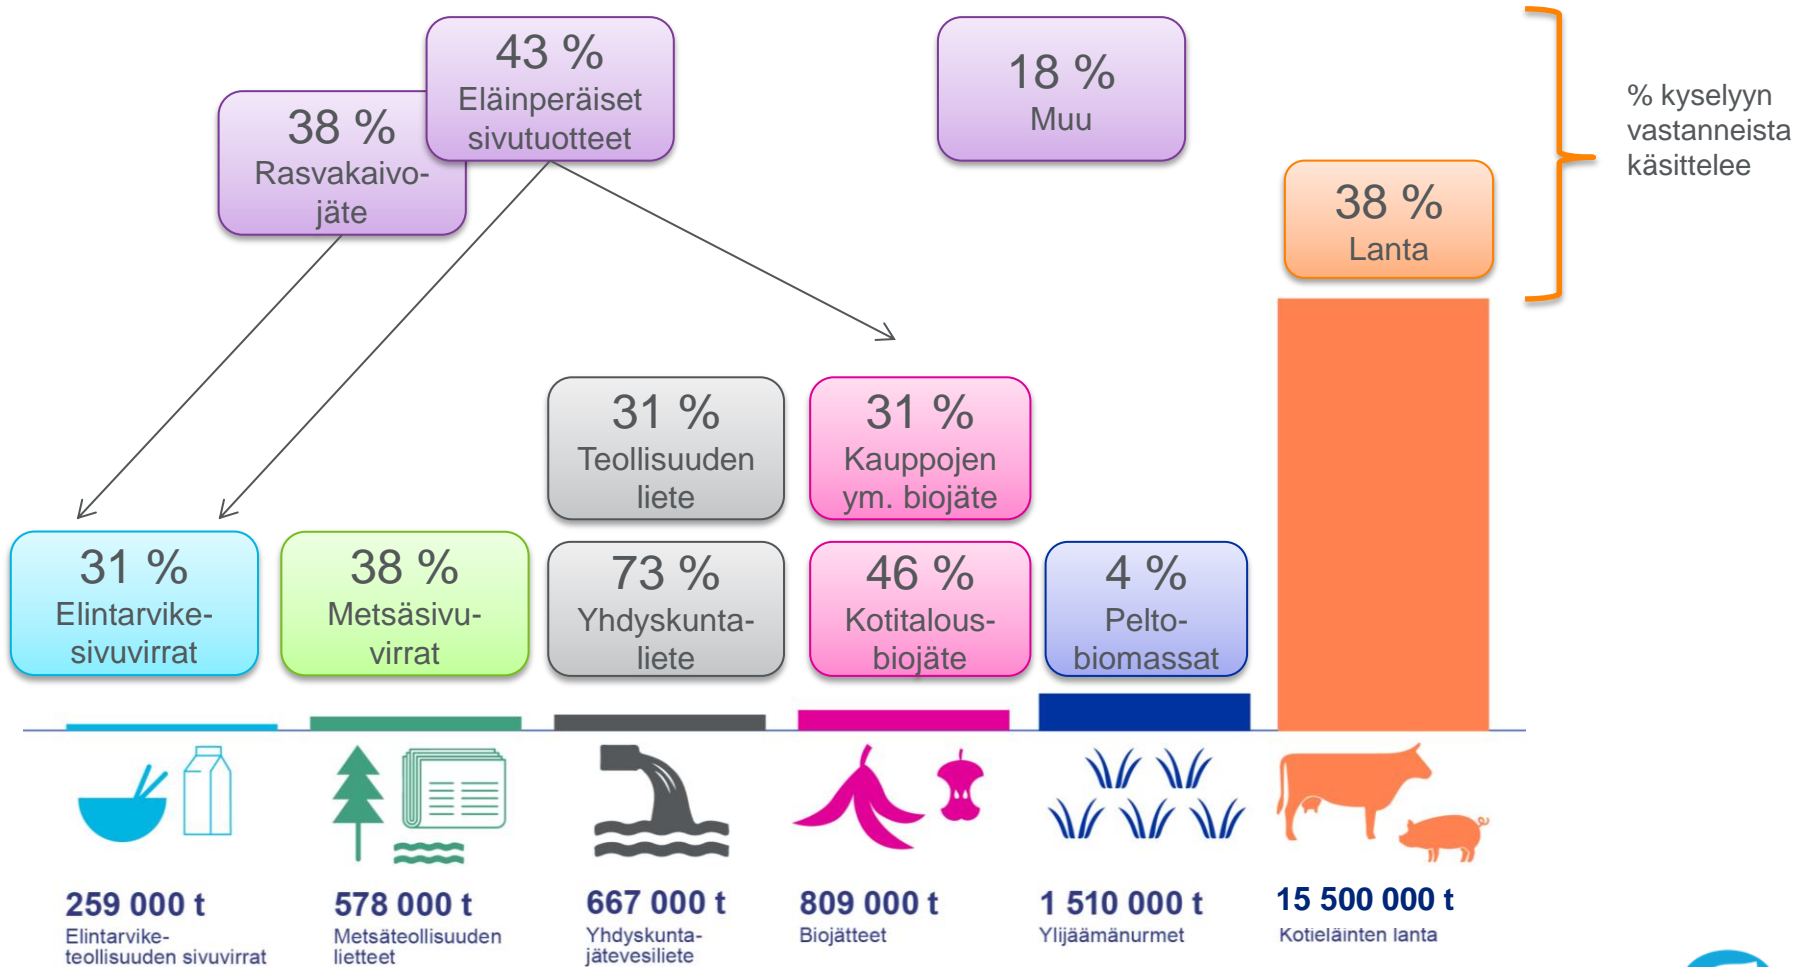 43 %
Eläinperäiset
sivutuotteet
38 %
Rasvakaivo-
jäte
18 %
Muu
% kyselyyn
vastanneista
käsittelee
38 %
Lanta
31 %
Teollisuuden
liete
31 %
Kauppojen
ym. biojäte
31 %
Elintarvike-
sivuvirrat
38 %
Metsäsivu-
virrat
73 %
Yhdyskunta-
liete
46 %
Kotitalous-
biojäte
4 %
Pelto-
biomassat
259 000 t
Elintarvike-
teollisuuden sivuvirrat
578 000 t
Metsäteollisuuden
lietteet
667 000 t
Yhdyskunta-
jätevesiliete
809 000 t
Biojätteet
1 510 000 t
Ylijäämänurmet
15 500 000 t
Kotieläinten lanta